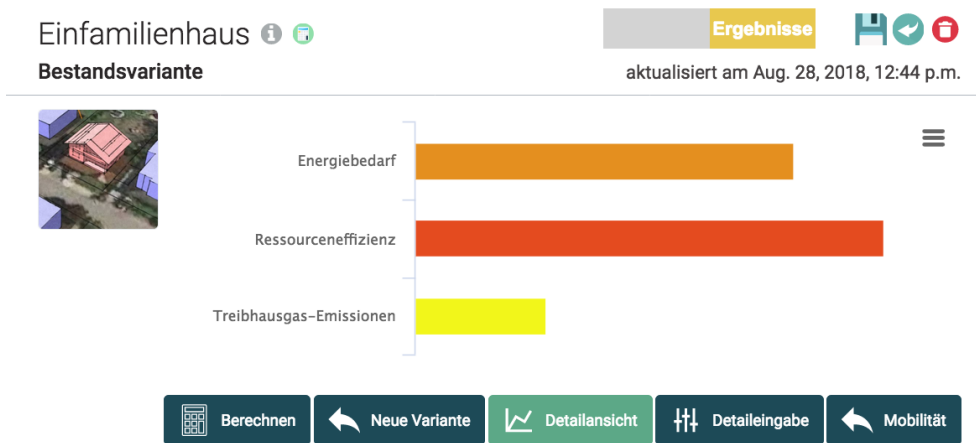 Einfamilienhaus
Ergebnisse
Bestandsvariante
aktualisiert am Aug. 28, 2018, 12:44 p.m.
Energiebedarf
Ressourceneffizienz
Treibhausgas-Emissionen
Berechnen
Neue Variante
Detailansicht
Detaileingabe
Mobilität